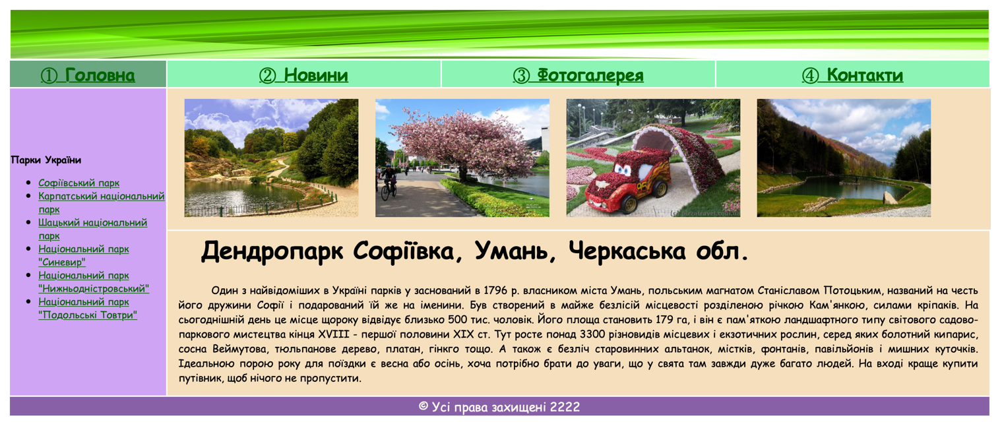 ① Головна
② Новини
③ Фотогалерея
④ Контакти
Парки України
Софіївський парк
Карпатський національний
парк
Шацький національний
парк
Національний парк
"Синевир"
Національний парк
"Нижньодністровський"
Національний парк
"Подольські Товтри"
95
Дендропарк Софіївка, Умань, Черкаська обл.
Один з найвідоміших в Україні парків у заснований в 1796 р. власником міста Умань, польським магнатом Станіславом Потоцьким, названий на честь
його дружини Софії і подарований їй же на іменини. Був створений в майже безлісій місцевості розділеною річкою Кам'янкою, силами кріпаків. На
сьогоднішній день це місце щороку відвідує близько 500 тис. чоловік. Його площа становить 179 га, і він є пам'яткою ландшафтного типу світового садово-
паркового мистецтва кінця XVIII - першої половини XIX ст. Тут росте понад 3300 різновидів місцевих і екзотичних рослин, серед яких болотний кипарис,
сосна Веймутова, тюльпанове дерево, платан, гінкго тощо. А також є безліч старовинних альтанок, містків, фонтанів, павільйонів і мишних куточків.
Ідеальною порою року для поїздки є весна або осінь, хоча потрібно брати до уваги, що у свята там завжди дуже багато людей. На вході краще купити
путівник, щоб нічого не пропустити.
© Усі права захищені 2222